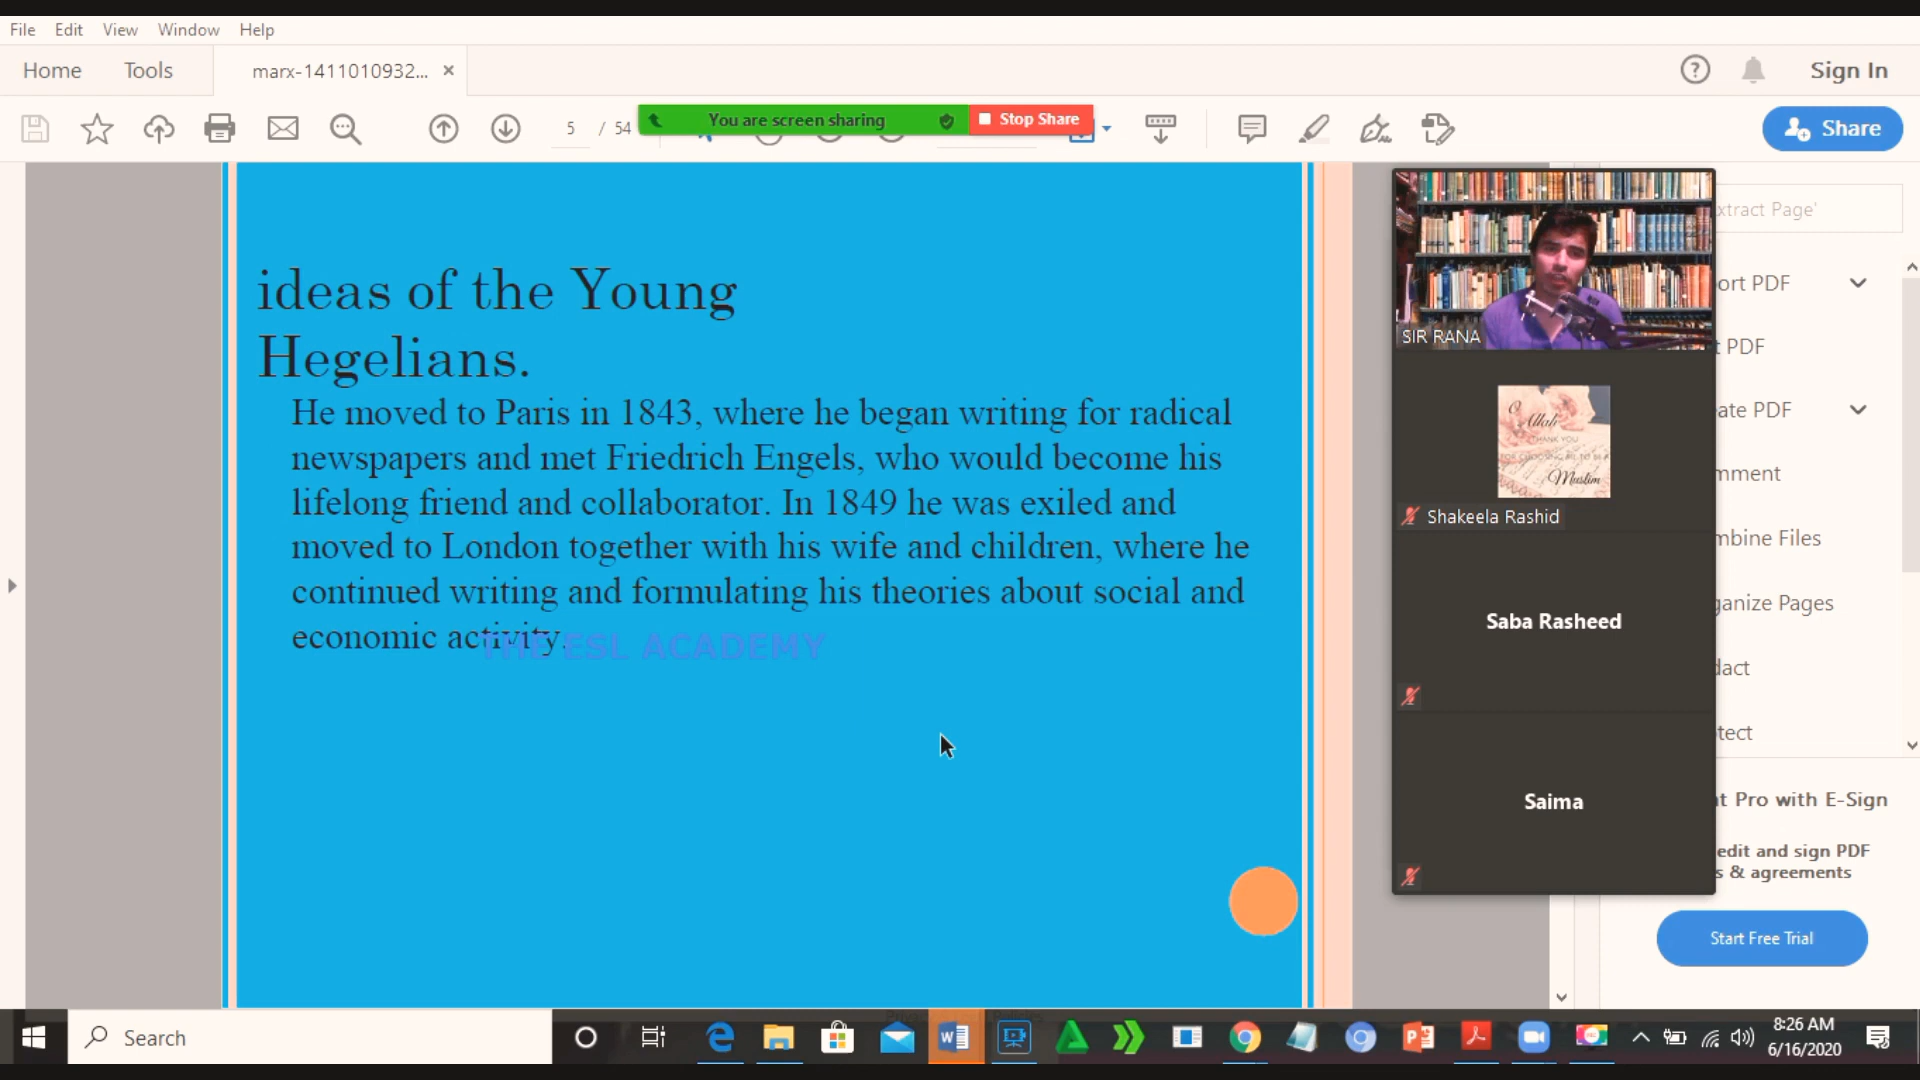 File Edit View Window Help
Home Tools marx-1411010932... ×
Sign In
5 / 54
You are screen sharing
Stop Share
Share
ideas of the Young
Hegelians.
He moved to Paris in 1843, where he began writing for radical
newspapers and met Friedrich Engels, who would become his
lifelong friend and collaborator. In 1849 he was exiled and
moved to London together with his wife and children, where he
continued writing and formulating his theories about social and
economic activity.
THE ESL ACADEMY
SIR RANA
O
Allah
THANK YOU
Muslim
Shakeela Rashid
Saba Rasheed
Saima
xtract Page'
ort PDF
t PDF
ate PDF
mment
mbine Files
ganize Pages
dact
tect
t Pro with E-Sign
edit and sign PDF
s & agreements
Start Free Trial
Search
8:26 AM
6/16/2020